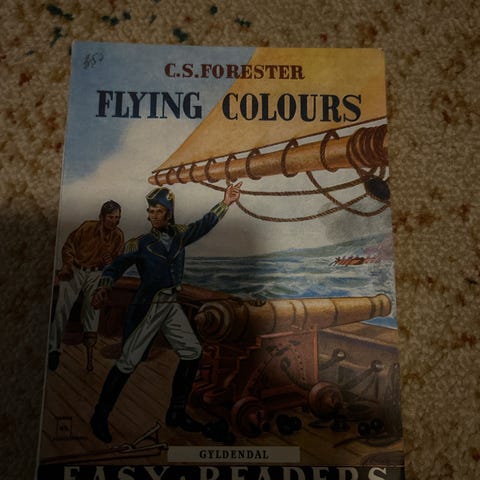 C.S.FORESTER
FLYING COLOURS
GYLDENDAL
EASY READERS